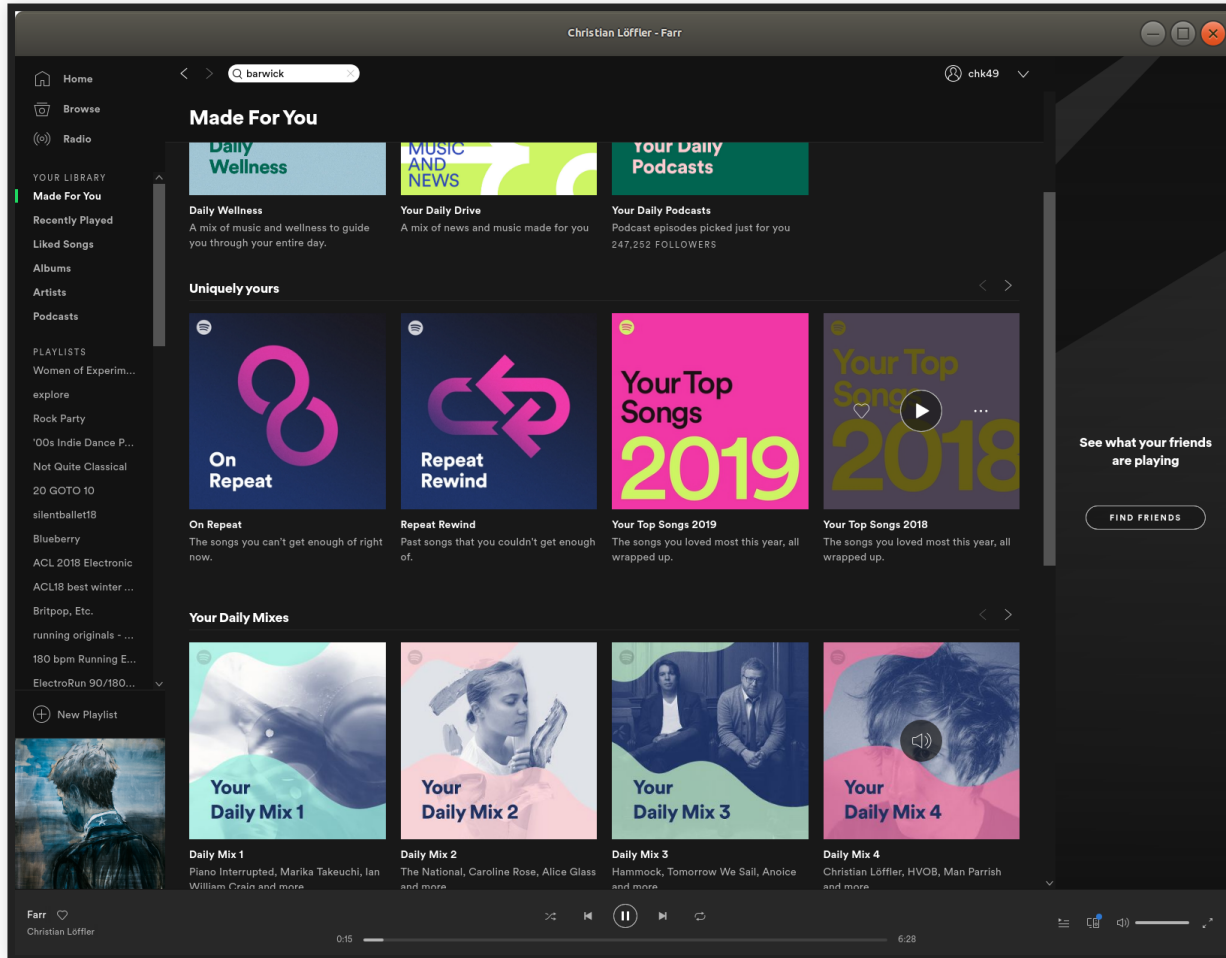 Christian Löffler - Farr
Home
Browse
Radio
YOUR LIBRARY
Made For You
Recently Played
Liked Songs
Albums
Artists
Podcasts
PLAYLISTS
Women of Experim...
explore
Rock Party
'00s Indie Dance P...
Not Quite Classical
20 GOTO 10
silentballet18
Blueberry
ACL 2018 Electronic
ACL18 best winter ...
Britpop, Etc.
running originals - ...
180 bpm Running E...
ElectroRun 90/180...
New Playlist
barwick
chk49
Made For You
Daily
Wellness
MUSIC
AND
NEWS
Your Daily
Podcasts
Daily Wellness
A mix of music and wellness to guide
you through your entire day.
Your Daily Drive
A mix of news and music made for you
Your Daily Podcasts
Podcast episodes picked just for you
247,252 FOLLOWERS
Uniquely yours
On
Repeat
Repeat
Rewind
Your Top
Songs
2019
Your Top
Songs
2018
On Repeat
The songs you can't get enough of right
now.
Repeat Rewind
Past songs that you couldn't get enough
of.
Your Top Songs 2019
The songs you loved most this year, all
wrapped up.
Your Top Songs 2018
The songs you loved most this year, all
wrapped up.
Your Daily Mixes
Your
Daily Mix 1
Your
Daily Mix 2
Your
Daily Mix 3
Your
Daily Mix 4
Daily Mix 1
Piano Interrupted, Marika Takeuchi, Ian
William Craig and more
Daily Mix 2
The National, Caroline Rose, Alice Glass
and more
Daily Mix 3
Hammock, Tomorrow We Sail, Anoice
and more
Daily Mix 4
Christian Löffler, HVOB, Man Parrish
and more
See what your friends
are playing
FIND FRIENDS
Farr
Christian Löffler
0:15
6:28